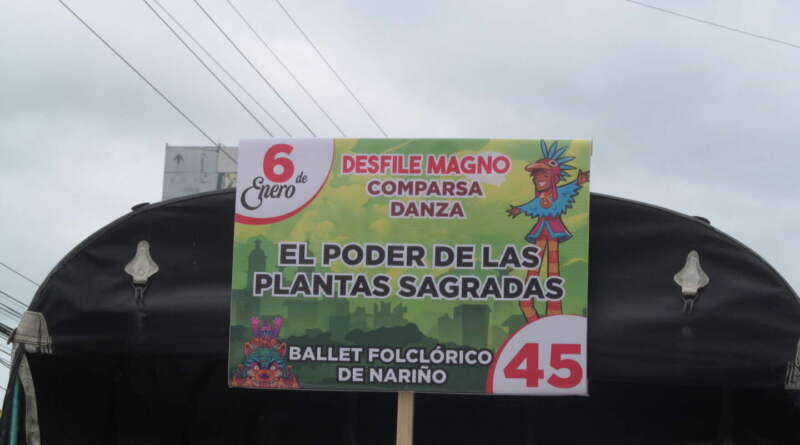 6 de
Enero
DESFILE MAGNO
COMPARSA
DANZA
EL PODER DE LAS
PLANTAS SAGRADAS
BALLET FOLCLÓRICO
DE NARIÑO
45